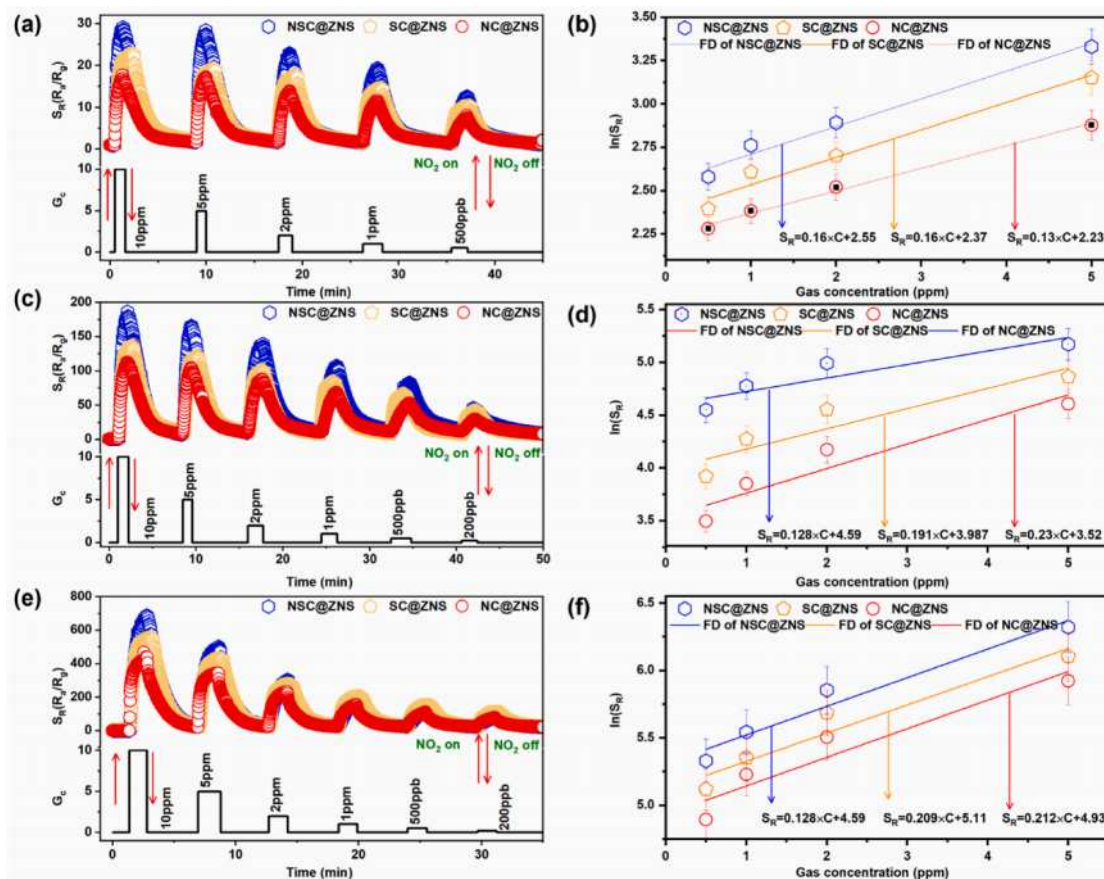 (a)
NSC@ZNS SC@ZNS NC@ZNS
S_R(R_a/R_g)
30
20
10
0
NO₂ on NO₂ off
G_c
10
5
0
10ppm
5ppm
2ppm
1ppm
500ppb
0 10 20 30 40
Time (min)
(b)
NSC@ZNS SC@ZNS NC@ZNS
FD of NSC@ZNS FD of SC@ZNS FD of NC@ZNS
ln(S_R)
3.50
3.25
3.00
2.75
2.50
2.25
S_R=0.16×C+2.55 S_R=0.16×C+2.37 S_R=0.13×C+2.23
0 1 2 3 4 5
Gas concentration (ppm)
(c)
NSC@ZNS SC@ZNS NC@ZNS
S_R(R_a/R_g)
200
150
100
50
0
NO₂ on NO₂ off
G_c
10
5
0
10ppm
5ppm
2ppm
1ppm
500ppb
200ppb
0 10 20 30 40 50
Time (min)
(d)
NSC@ZNS SC@ZNS NC@ZNS
FD of NSC@ZNS FD of SC@ZNS FD of NC@ZNS
ln(S_R)
5.5
5.0
4.5
4.0
3.5
S_R=0.128×C+4.59 S_R=0.191×C+3.987 S_R=0.23×C+3.52
0 1 2 3 4 5
Gas concentration (ppm)
(e)
NSC@ZNS SC@ZNS NC@ZNS
S_R(R_a/R_g)
800
600
400
200
0
NO₂ on NO₂ off
G_c
10
5
0
10ppm
5ppm
2ppm
1ppm
500ppb
200ppb
0 10 20 30
Time (min)
(f)
NSC@ZNS SC@ZNS NC@ZNS
FD of NSC@ZNS FD of SC@ZNS FD of NC@ZNS
ln(S_R)
6.5
6.0
5.5
5.0
S_R=0.128×C+4.59 S_R=0.209×C+5.11 S_R=0.212×C+4.93
0 1 2 3 4 5
Gas concentration (ppm)